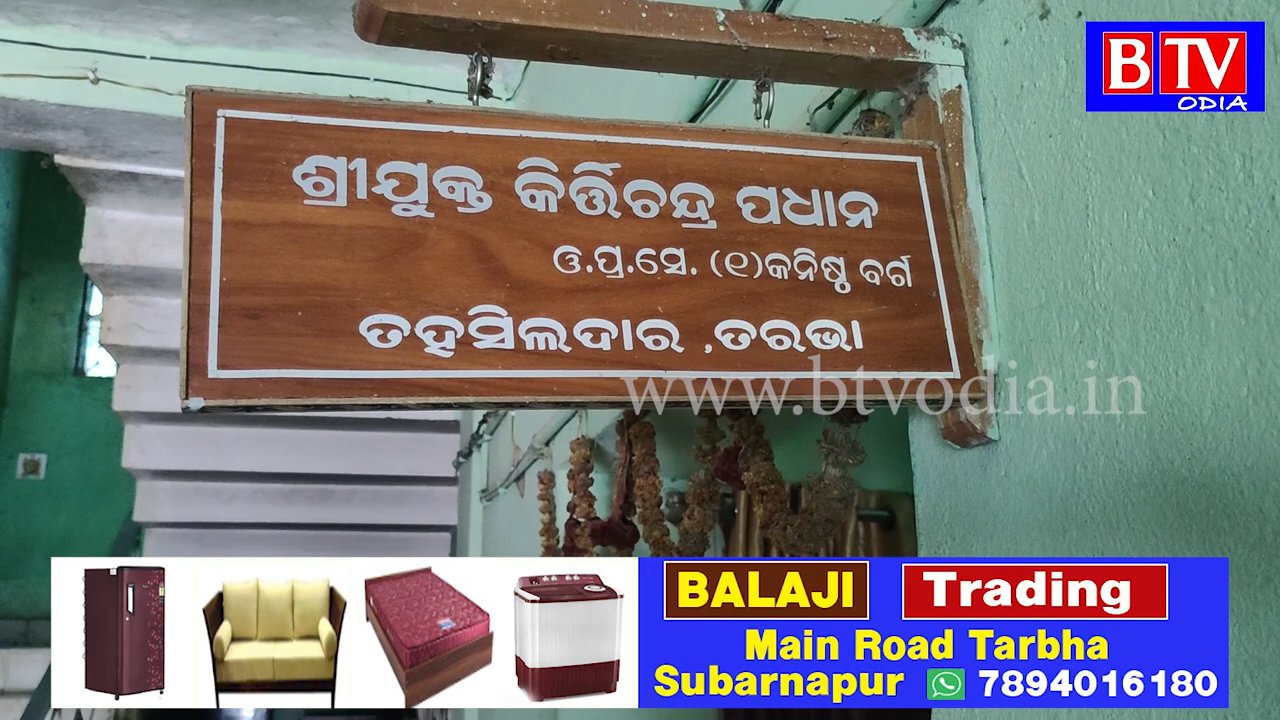 BTV
ODIA
ଶ୍ରୀଯୁକ୍ତ କିର୍ତ୍ତିଚନ୍ଦ୍ର ପଧାନ
ଓ.ପ୍ର.ସେ. (୧)କନିଷ୍ଠ ବର୍ଗ
ତହସିଲଦାର ,ତରଭା
www.btvodia.in
BALAJI Trading
Main Road Tarbha
Subarnapur 7894016180